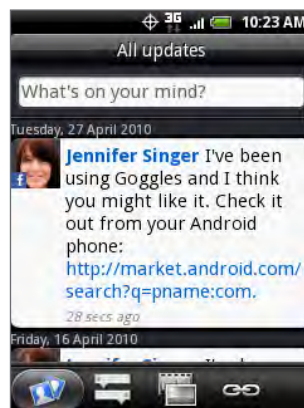 3G 10:23 AM
All updates
What's on your mind?
Tuesday, 27 April 2010
Jennifer Singer I've been
using Goggles and I think
you might like it. Check it
out from your Android
phone:
http://market.android.com/
search?q=pname:com.
28 secs ago
Friday, 16 April 2010